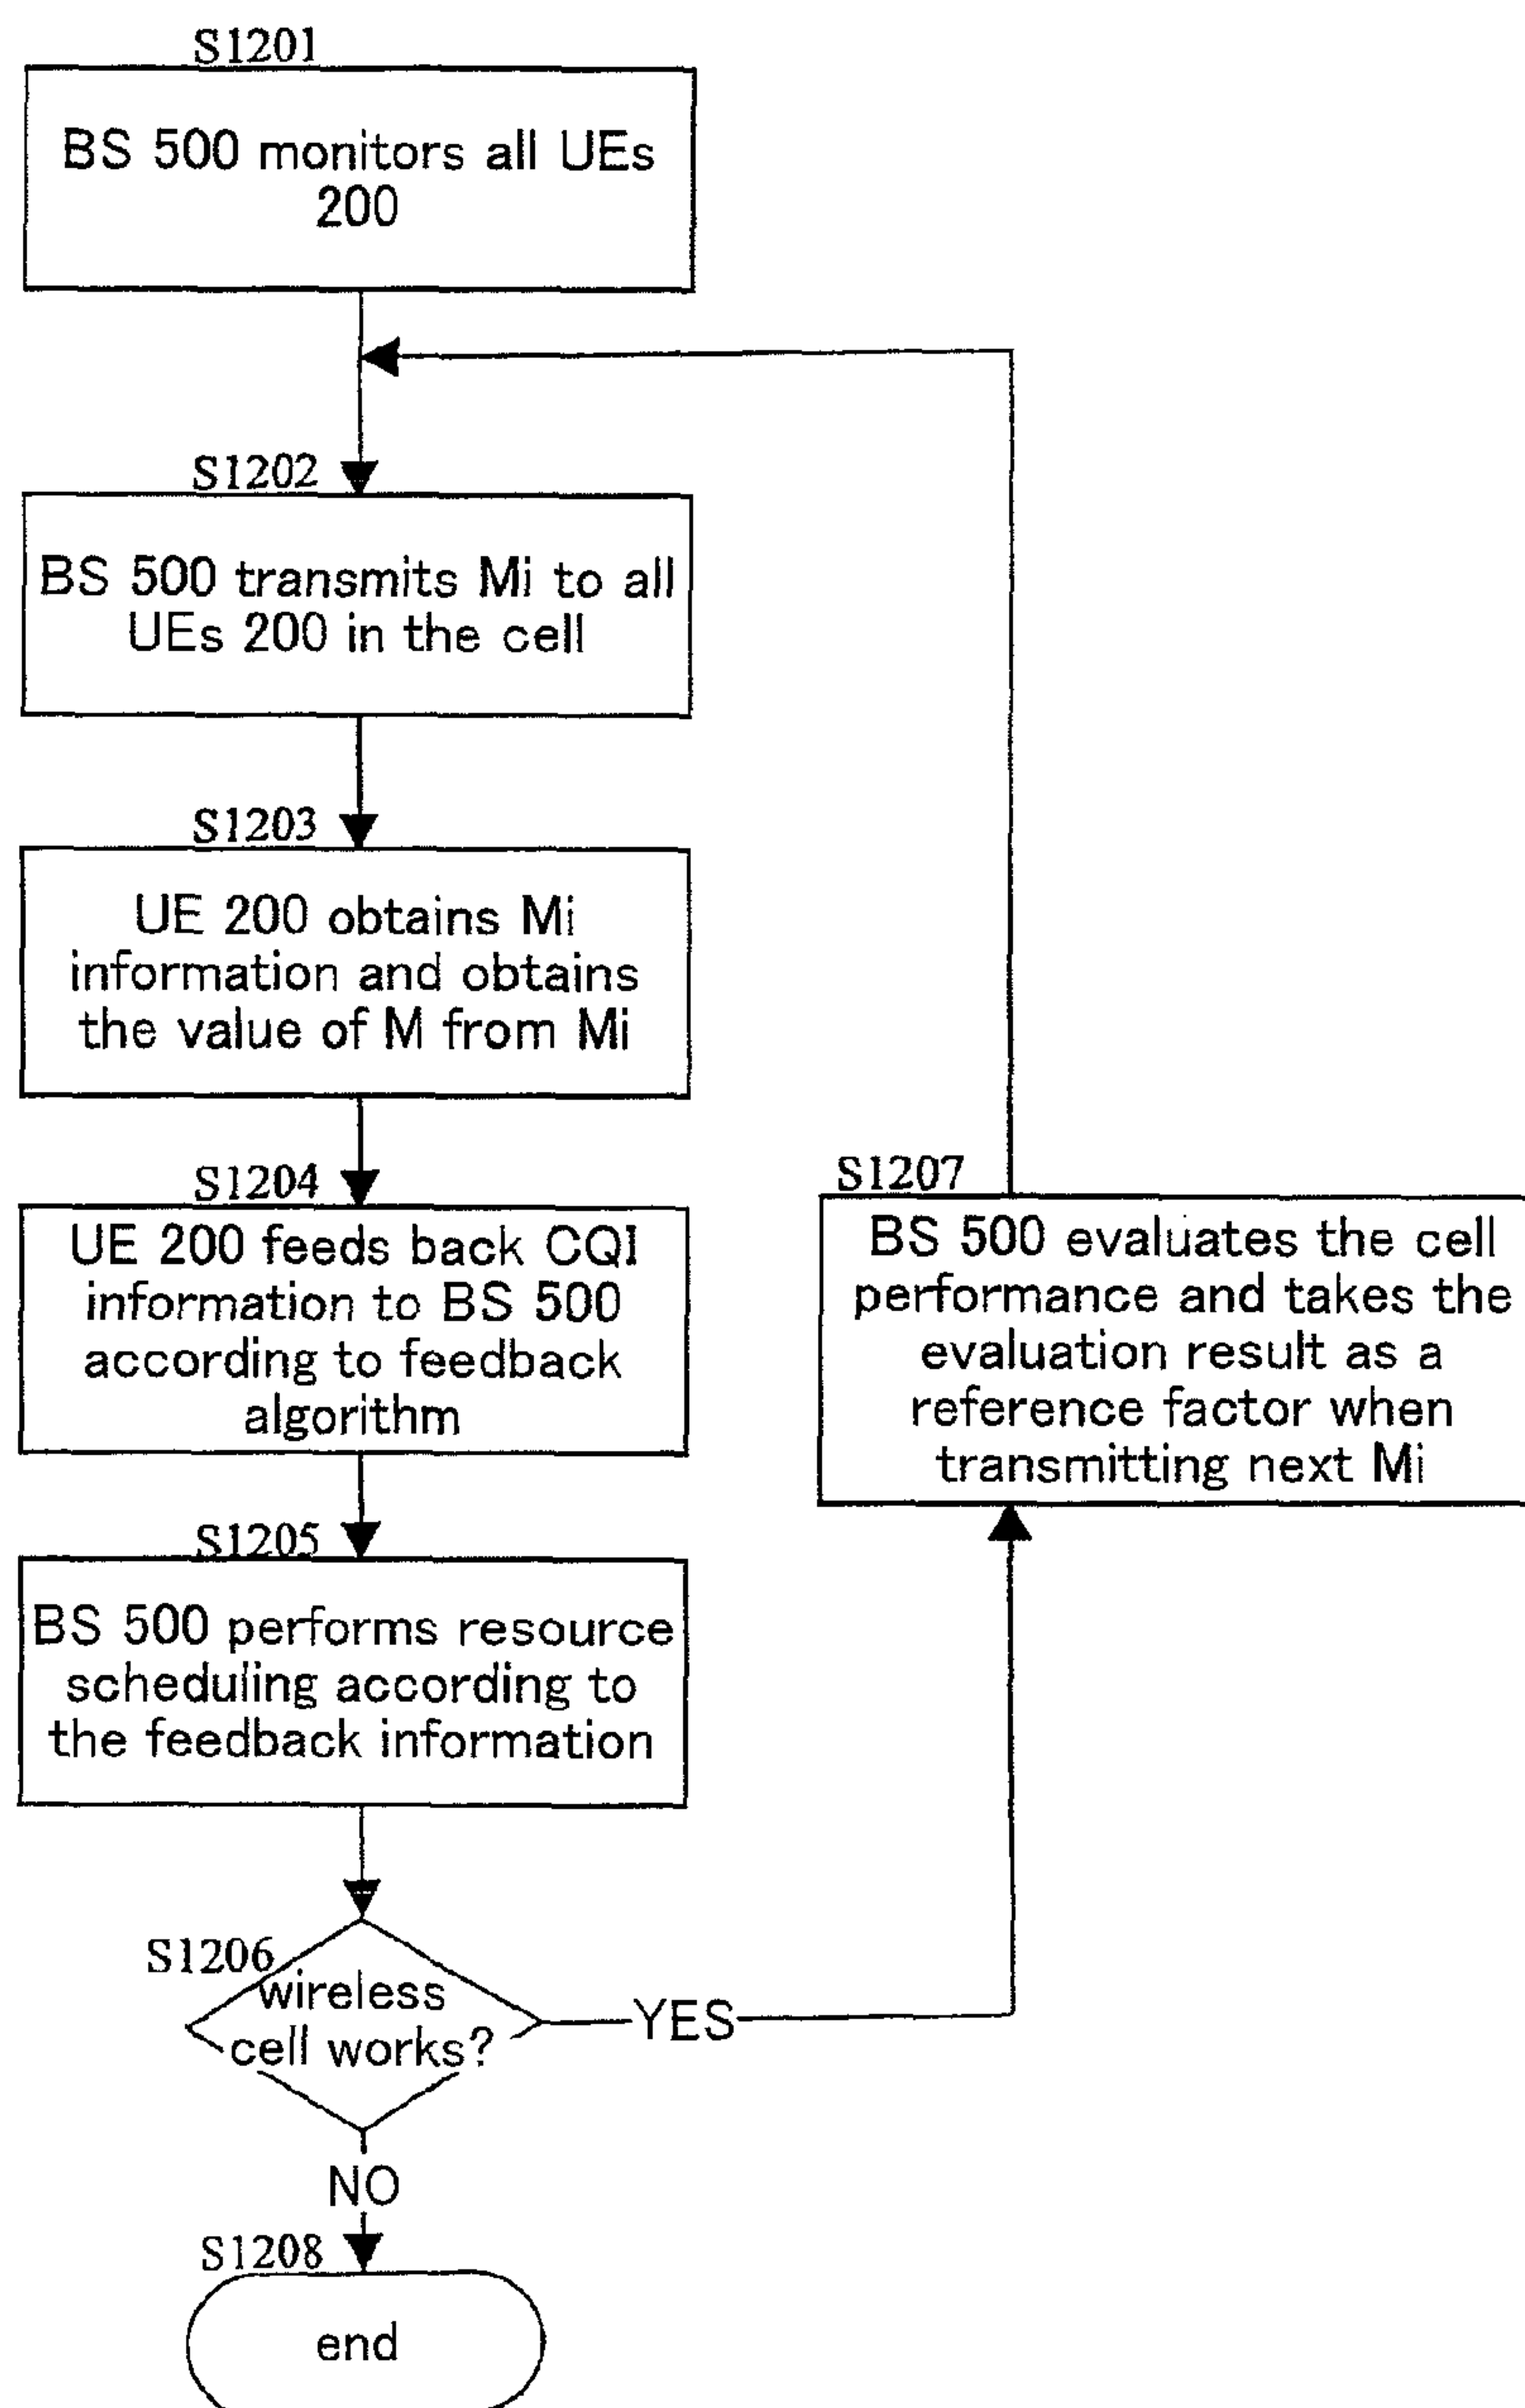 S1201
BS 500 monitors all UEs
200
S1202
BS 500 transmits Mi to all
UEs 200 in the cell
S1203
UE 200 obtains Mi
information and obtains
the value of M from Mi
S1204
UE 200 feeds back CQI
information to BS 500
according to feedback
algorithm
S1205
BS 500 performs resource
scheduling according to
the feedback information
S1206
wireless
cell works?
YES
S1207
BS 500 evaluates the cell
performance and takes the
evaluation result as a
reference factor when
transmitting next Mi
NO
S1208
end